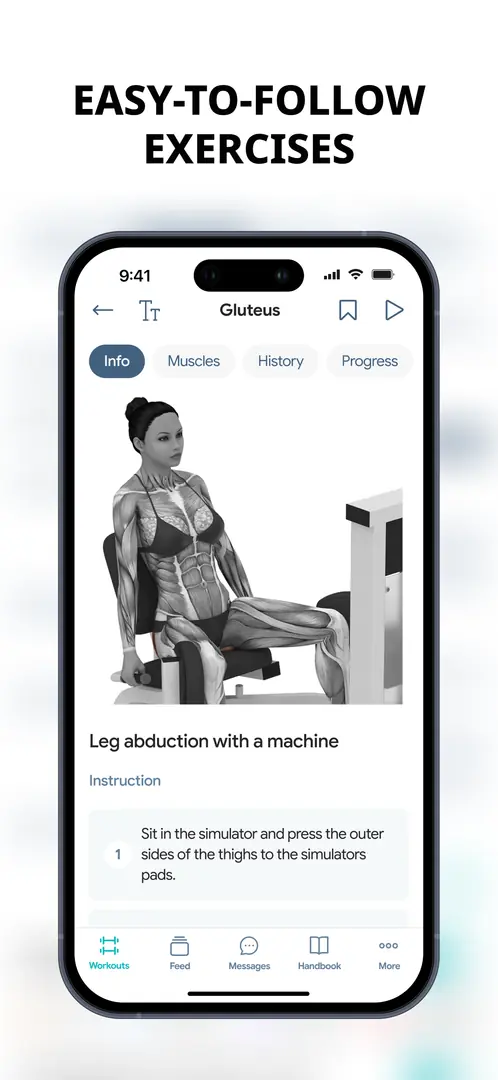 EASY-TO-FOLLOW
EXERCISES
9:41
TT Gluteus
Info Muscles History Progress
Leg abduction with a machine
Instruction
1
Sit in the simulator and press the outer
sides of the thighs to the simulators
pads.
Workouts Feed Messages Handbook More